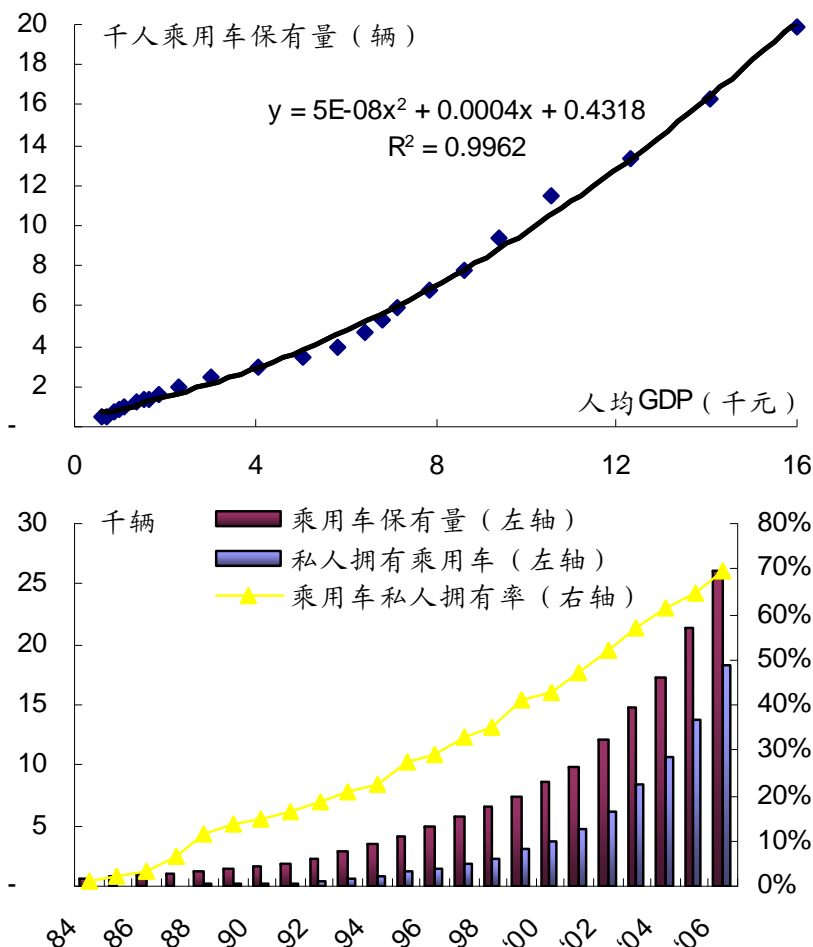 20
千人乘用车保有量（辆）
18
16
y = 5E-08x² + 0.0004x + 0.4318
R² = 0.9962
14
12
10
8
6
4
2
人均GDP（千元）
-
0 4 8 12 16
30 千辆 乘用车保有量（左轴） 80%
私人拥有乘用车（左轴） 70%
25
乘用车私人拥有率（右轴）
60%
20
50%
15 40%
30%
10
20%
5
10%
- 0%
84 86 88 90 92 94 96 98 '00 '02 '04 '06